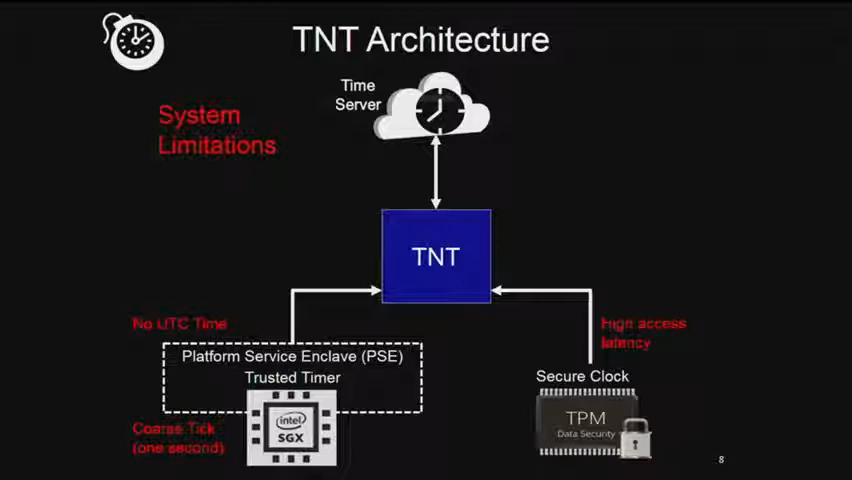 TNT Architecture
Time
Server
System
Limitations
TNT
No UTC Time
High access
latency
Platform Service Enclave (PSE)
Trusted Timer
Secure Clock
intel
SGX
TPM
Data Security
Coarse Tick
(one second)
8